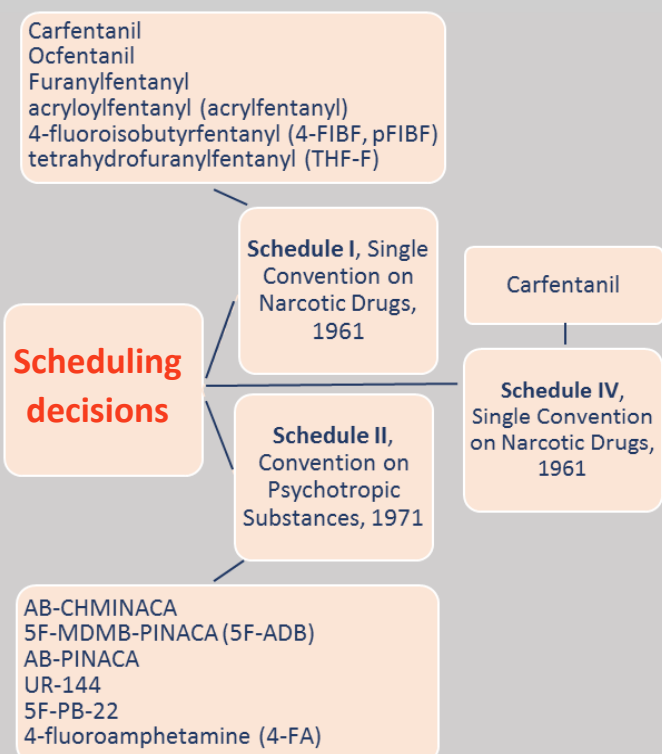 Carfentanil
Ocfentanil
Furanylfentanyl
acryloylfentanyl (acrylfentanyl)
4-fluoroisobutyrfentanyl (4-FIBF, pFIBF)
tetrahydrofuranylfentanyl (THF-F)
Schedule I, Single
Convention on
Narcotic Drugs,
1961
Carfentanil
Scheduling
decisions
Schedule IV,
Single Convention
on Narcotic Drugs,
1961
Schedule II,
Convention on
Psychotropic
Substances, 1971
AB-CHMINACA
5F-MDMB-PINACA (5F-ADB)
AB-PINACA
UR-144
5F-PB-22
4-fluoroamphetamine (4-FA)